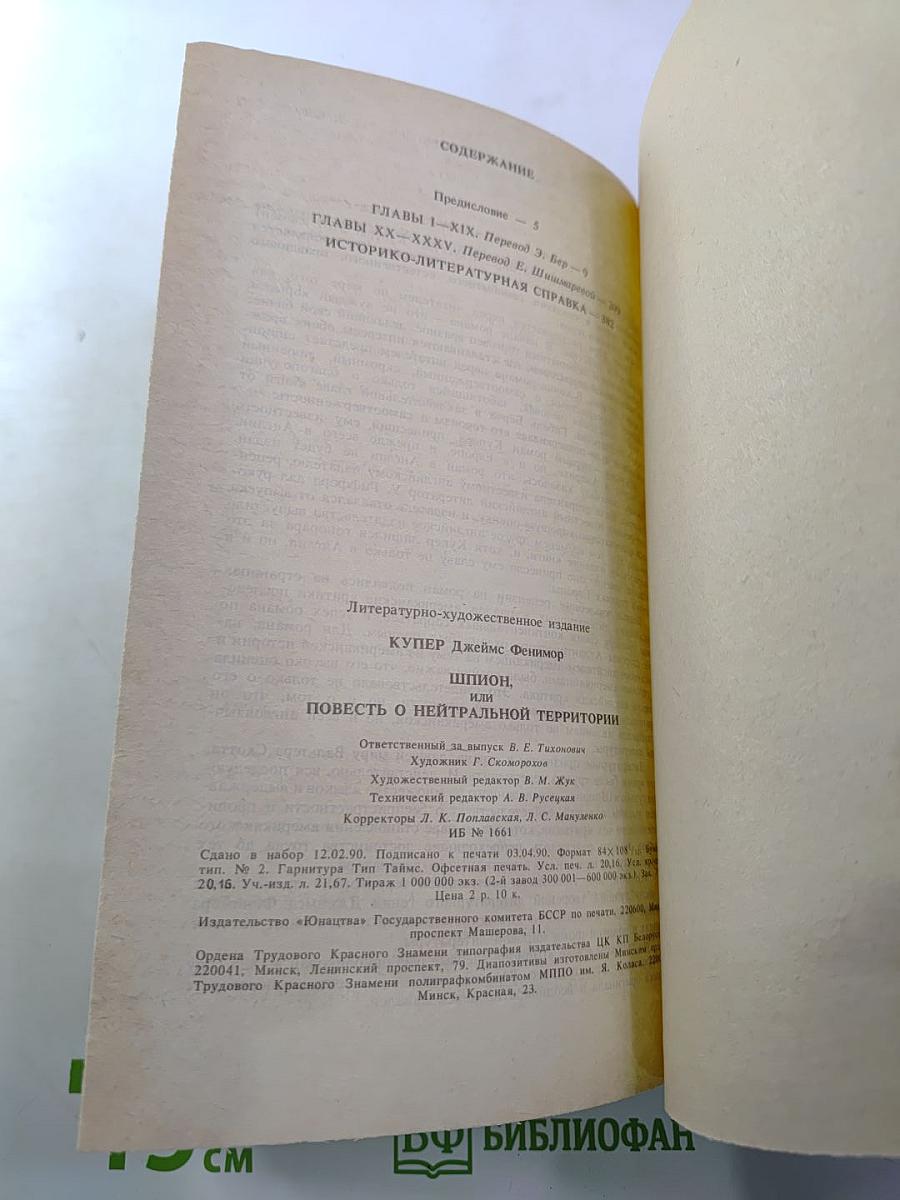 СОДЕРЖАНИЕ
Предисловие — 5
ГЛАВЫ I—XIX. Перевод Э. Бер — 9
ГЛАВЫ XX—XXXV. Перевод Е. Шишмаревой — 209
ИСТОРИКО-ЛИТЕРАТУРНАЯ СПРАВКА — 382
Литературно-художественное издание
КУПЕР Джеймс Фенимор
ШПИОН,
или
ПОВЕСТЬ О НЕЙТРАЛЬНОЙ ТЕРРИТОРИИ
Ответственный за выпуск В. Е. Тихонович
Художник Г. Скоморохов
Художественный редактор В. М. Жук
Технический редактор А. В. Русецкая
Корректоры Л. К. Поплавская, Л. С. Мануленко
ИБ № 1661
Сдано в набор 12.02.90. Подписано к печати 03.04.90. Формат 84×108
тип. № 2. Гарнитура Тип Таймс. Офсетная печать. Усл. печ. л. 20,16. Усл.
20,16. Уч.-изд. л. 21,67. Тираж 1 000 000 экз. (2-й завод 300 001—600 000 экз.). Зак.
Цена 2 р. 10 к.
Издательство «Юнацтва» Государственного комитета БССР по печати. 220600,
проспект Машерова, 11.
Ордена Трудового Красного Знамени типография издательства ЦК КП
220041, Минск, Ленинский проспект, 79. Диапозитивы изготовлены Минским
Трудового Красного Знамени полиграфкомбинатом МППО им. Я. Коласа.
Минск, Красная, 23.
см
БФ БИБЛИОФАН